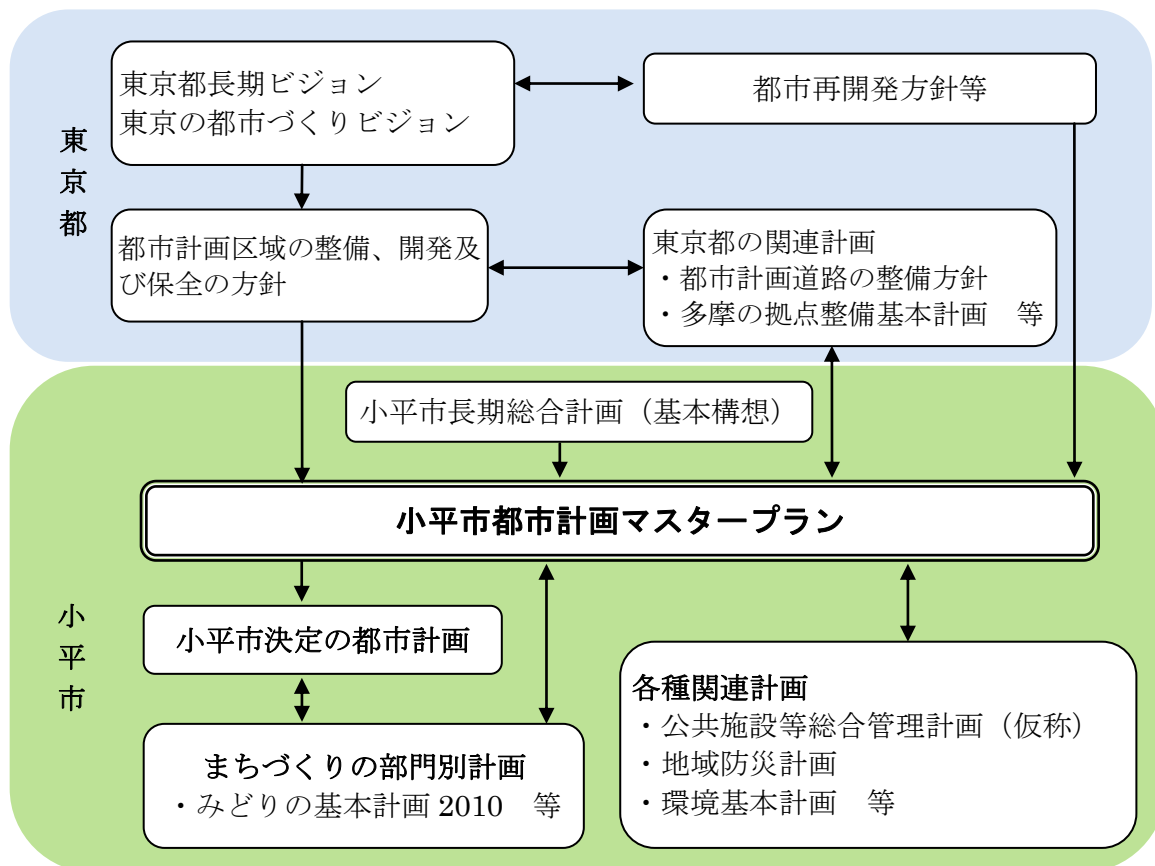 東京都
東京都長期ビジョン
東京の都市づくりビジョン
都市再開発方針等
都市計画区域の整備、開発及
び保全の方針
東京都の関連計画
・都市計画道路の整備方針
・多摩の拠点整備基本計画　等
小平市
小平市長期総合計画（基本構想）
小平市都市計画マスタープラン
小平市決定の都市計画
まちづくりの部門別計画
・みどりの基本計画 2010　等
各種関連計画
・公共施設等総合管理計画（仮称）
・地域防災計画
・環境基本計画　等